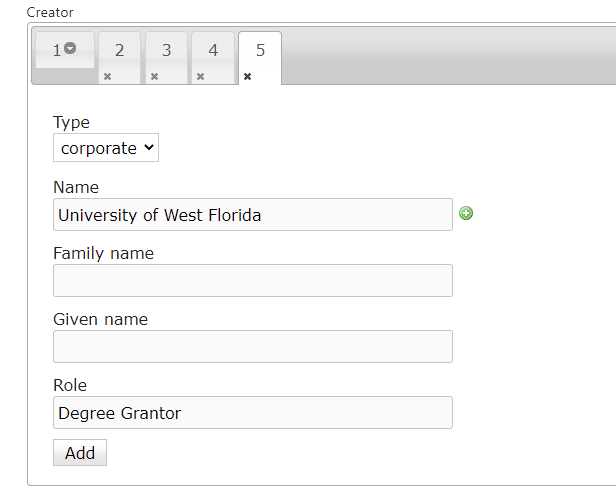 Creator
1 2 3 4 5
Type
corporate
Name
University of West Florida
Family name
Given name
Role
Degree Grantor
Add